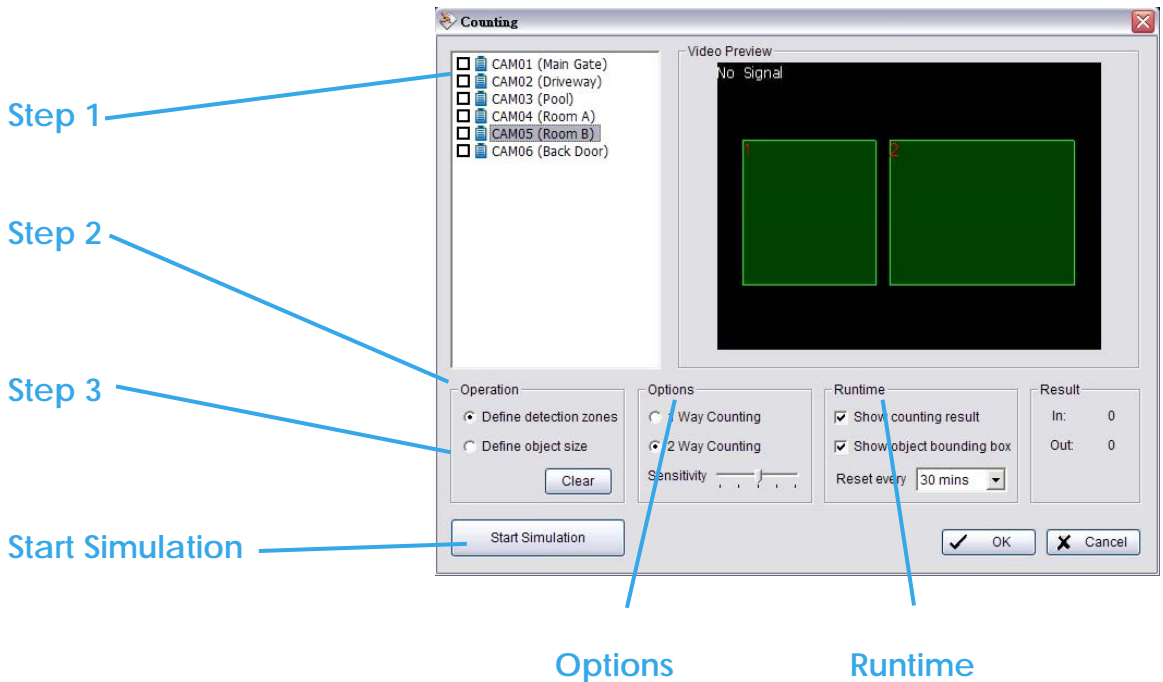 Counting
CAM01 (Main Gate)
CAM02 (Driveway)
CAM03 (Pool)
CAM04 (Room A)
CAM05 (Room B)
CAM06 (Back Door)
Video Preview
No Signal
1
2
Step 1
Step 2
Step 3
Start Simulation
Operation
Define detection zones
Define object size
Clear
Options
Way Counting
2 Way Counting
Sensitivity
Runtime
Show counting result
Show object bounding box
Reset every 30 mins
Result
In: 0
Out: 0
Start Simulation
OK
Cancel
Options
Runtime